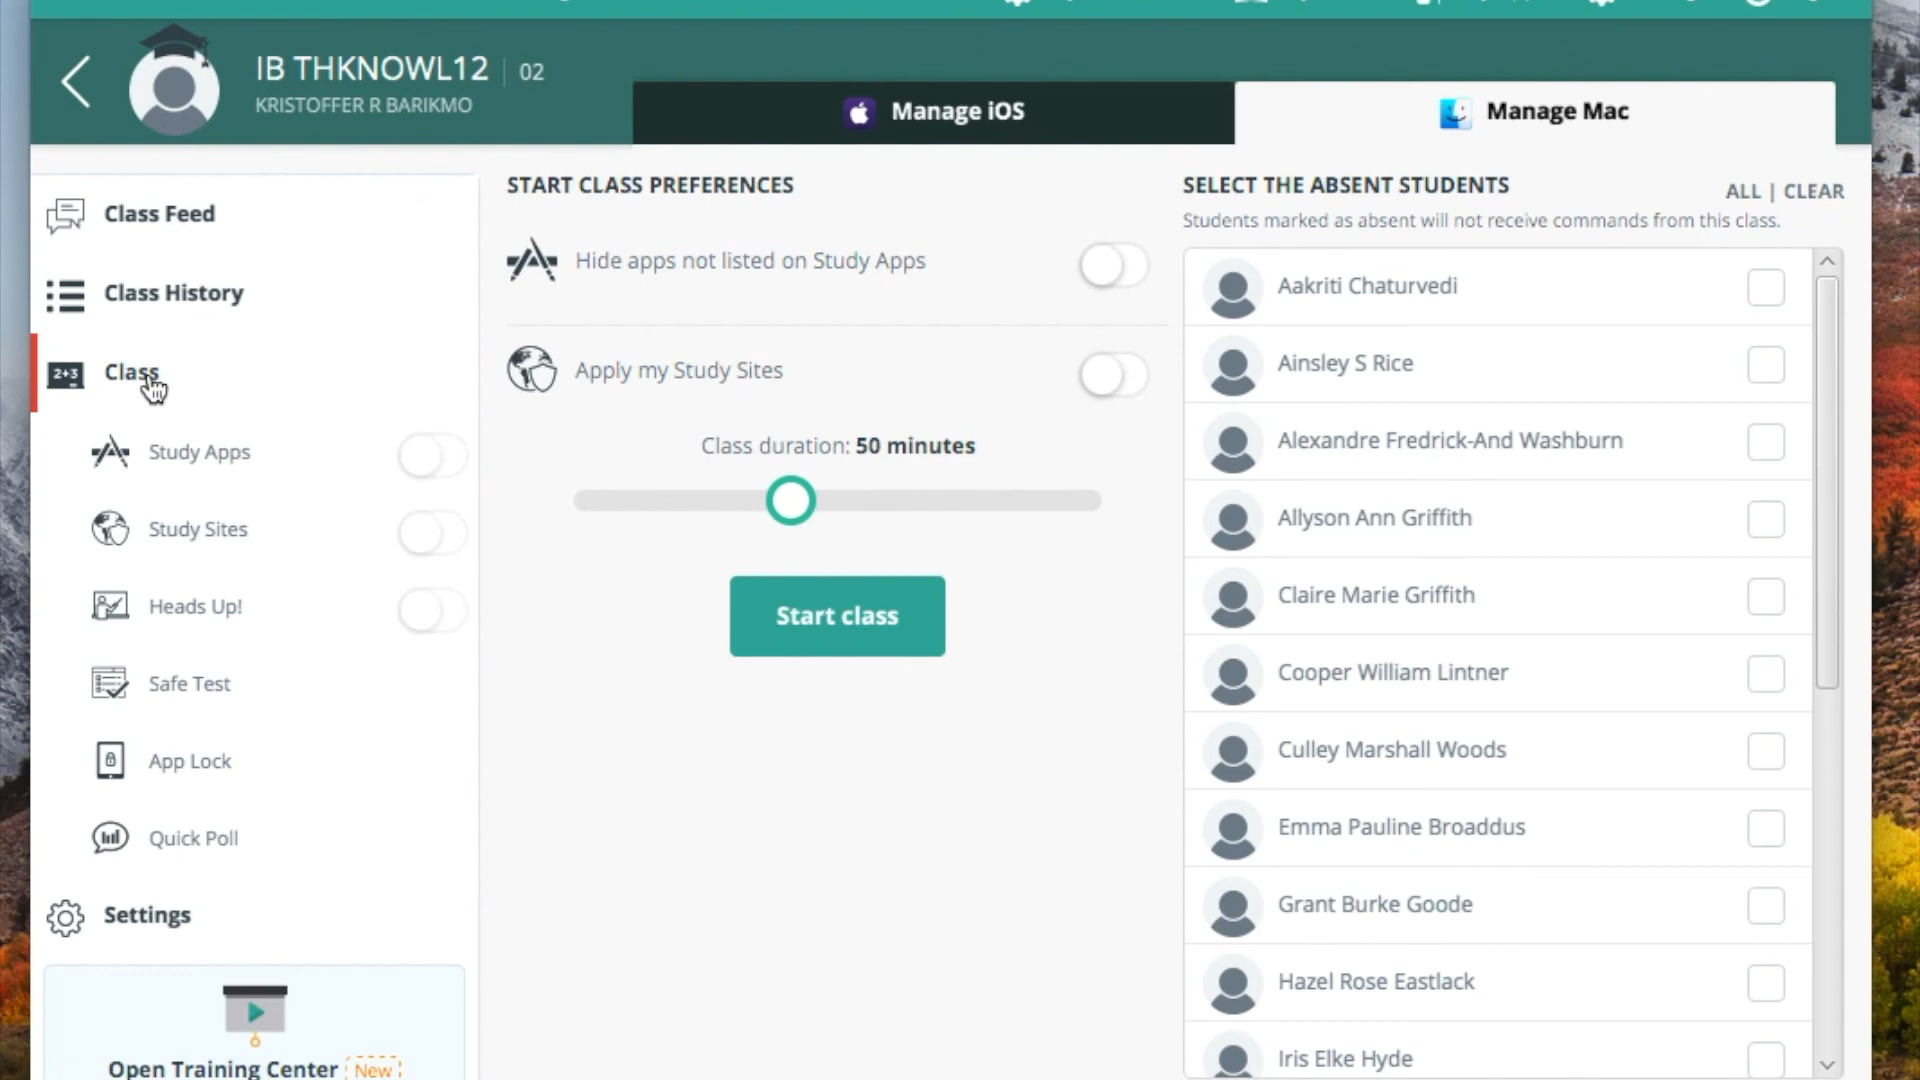 IB THKNOWL12 | 02
KRISTOFFER R BARIKMO
Manage iOS
Manage Mac
Class Feed
Class History
2+3 Class
Study Apps
Study Sites
Heads Up!
Safe Test
App Lock
Quick Poll
Settings
Open Training Center New
START CLASS PREFERENCES
Hide apps not listed on Study Apps
Apply my Study Sites
Class duration: 50 minutes
Start class
SELECT THE ABSENT STUDENTS
ALL | CLEAR
Students marked as absent will not receive commands from this class.
Aakriti Chaturvedi
Ainsley S Rice
Alexandre Fredrick-And Washburn
Allyson Ann Griffith
Claire Marie Griffith
Cooper William Lintner
Culley Marshall Woods
Emma Pauline Broaddus
Grant Burke Goode
Hazel Rose Eastlack
Iris Elke Hyde